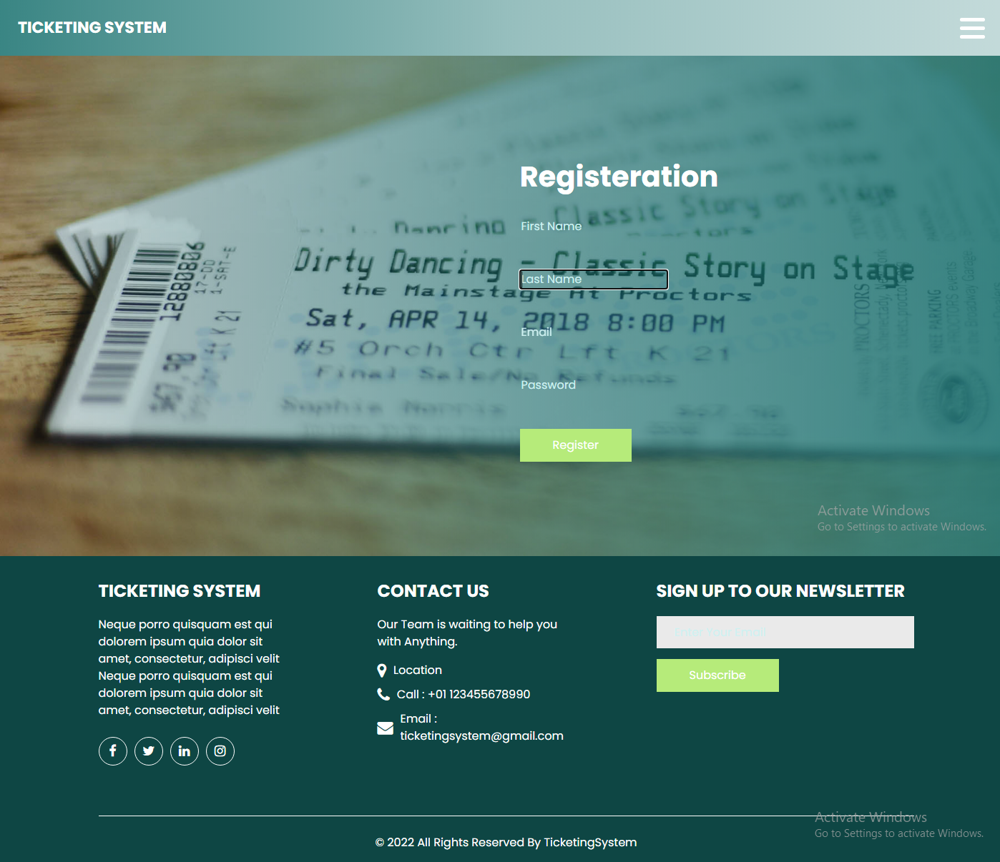 TICKETING SYSTEM
Registeration
First Name
12880806
17-DD
1-SAT-E
Dirty Dancing - Classic Story on Stage
Last Name
the Mainstage At Proctors
Sat, APR 14, 2018 8:00 PM
Email
#5 Orch Ctr Lft K 21
Final Sale/No Refunds
Password
Sophie Norris
PROCTORS
FREE PARKING
Register
Activate Windows
Go to Settings to activate Windows.
TICKETING SYSTEM
Neque porro quisquam est qui
dolorem ipsum quia dolor sit
amet, consectetur, adipisci velit
Neque porro quisquam est qui
dolorem ipsum quia dolor sit
amet, consectetur, adipisci velit
CONTACT US
Our Team is waiting to help you
with Anything.
Location
Call : +01 123455678990
Email :
ticketingsystem@gmail.com
SIGN UP TO OUR NEWSLETTER
Enter Your Email
Subscribe
Activate Windows
Go to Settings to activate Windows.
© 2022 All Rights Reserved By TicketingSystem